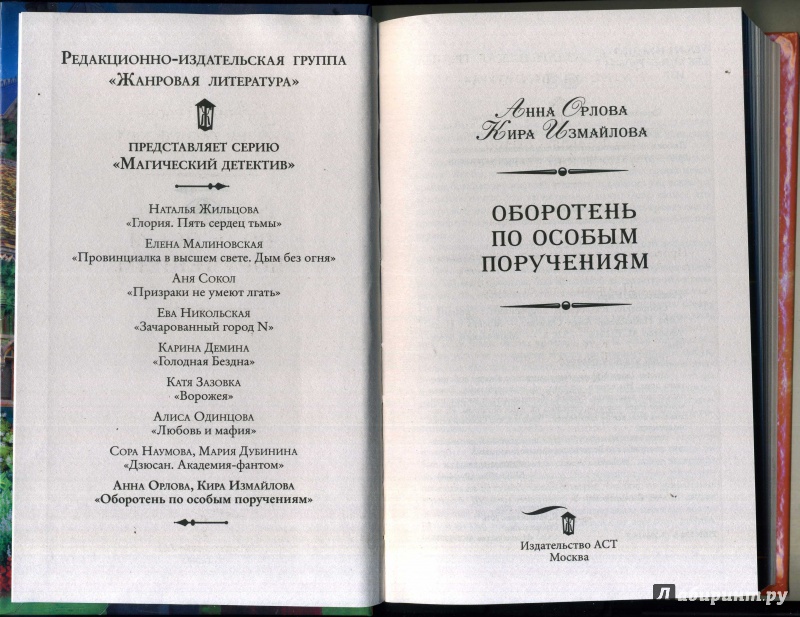 Редакционно-издательская группа
«Жанровая литература»
Ж
представляет серию
«Магический детектив»
Наталья Жильцова
«Глория. Пять сердец тьмы»
Елена Малиновская
«Провинциалка в высшем свете. Дым без огня»
Аня Сокол
«Призраки не умеют лгать»
Ева Никольская
«Зачарованный город N»
Карина Демина
«Голодная Бездна»
Катя Зазовка
«Ворожея»
Алиса Одинцова
«Любовь и мафия»
Сора Наумова, Мария Дубинина
«Дзюсан. Академия-фантом»
Анна Орлова, Кира Измайлова
«Оборотень по особым поручениям»
Анна Орлова
Кира Измайлова
ОБОРОТЕНЬ
ПО ОСОБЫМ
ПОРУЧЕНИЯМ
Ж
Издательство АСТ
Москва
Лабиринт.ру